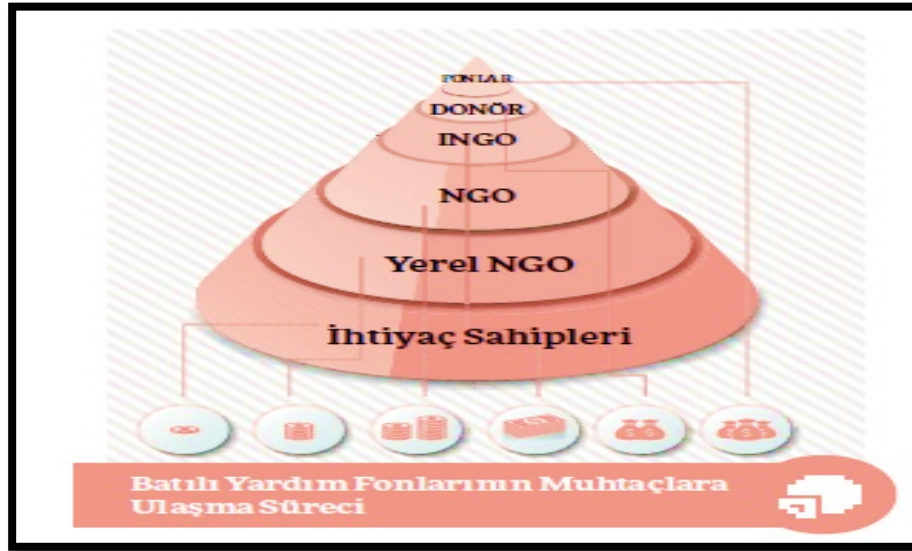 FONLAR
DONÖR
INGO
NGO
Yerel NGO
İhtiyaç Sahipleri
Batılı Yardım Fonlarının Muhtaçlara
Ulaşma Süreci